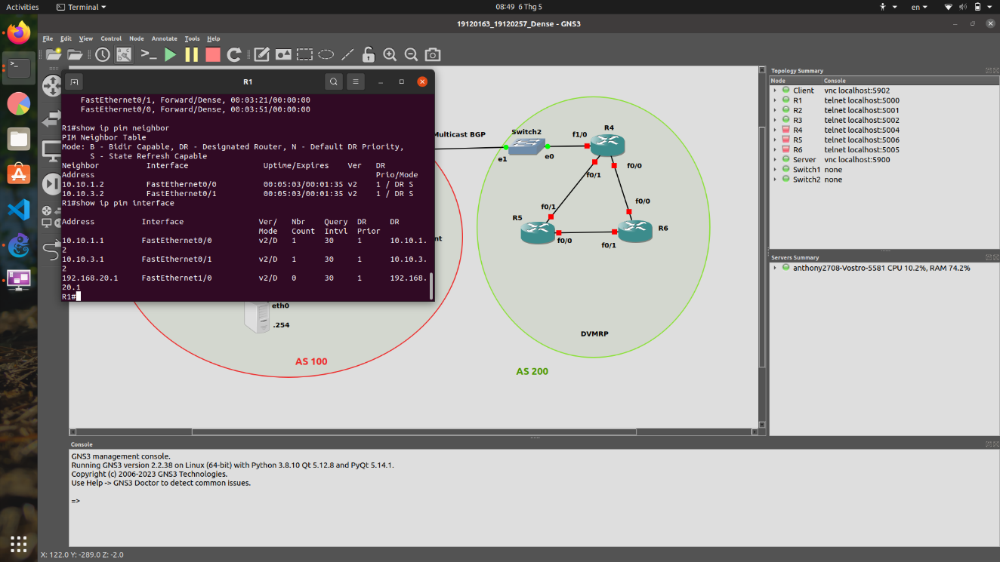 Activities
Terminal
08:49 6 Thg 5
en
19120163_19120257_Dense - GNS3
File Edit View Control Node Annotate Tools Help
R1
FastEthernet0/1, Forward/Dense, 00:03:21/00:00:00
FastEthernet0/0, Forward/Dense, 00:03:51/00:00:00
R1#show ip pim neighbor
PIM Neighbor Table
Mode: B - Bidir Capable, DR - Designated Router, N - Default DR Priority,
S - State Refresh Capable
Neighbor Interface Uptime/Expires Ver DR
Address Prio/Mode
10.10.1.2 FastEthernet0/0 00:05:03/00:01:35 v2 1 / DR S
10.10.3.2 FastEthernet0/1 00:05:03/00:01:35 v2 1 / DR S
R1#show ip pim interface
Address Interface Ver/ Nbr Query DR DR
Mode Count Intvl Prior
10.10.1.1 FastEthernet0/0 v2/D 1 30 1 10.10.1.
2
10.10.3.1 FastEthernet0/1 v2/D 1 30 1 10.10.3.
2
192.168.20.1 FastEthernet1/0 v2/D 0 30 1 192.168.
20.1
R1#
Multicast BGP
Switch2
e1
e0
f1/0
R4
f0/1
f0/0
f0/1
f0/0
R5
R6
f0/0
f0/1
nt
eth0
.254
AS 100
DVMRP
AS 200
Topology Summary
Node Console
Client vnc localhost:5902
R1 telnet localhost:5000
R2 telnet localhost:5001
R3 telnet localhost:5002
R4 telnet localhost:5004
R5 telnet localhost:5006
R6 telnet localhost:5005
Server vnc localhost:5900
Switch1 none
Switch2 none
Servers Summary
anthony2708-Vostro-5581 CPU 10.2%, RAM 74.2%
Console
GNS3 management console.
Running GNS3 version 2.2.38 on Linux (64-bit) with Python 3.8.10 Qt 5.12.8 and PyQt 5.14.1.
Copyright (c) 2006-2023 GNS3 Technologies.
Use Help -> GNS3 Doctor to detect common issues.
=>
X: 122.0 Y: -289.0 Z: -2.0